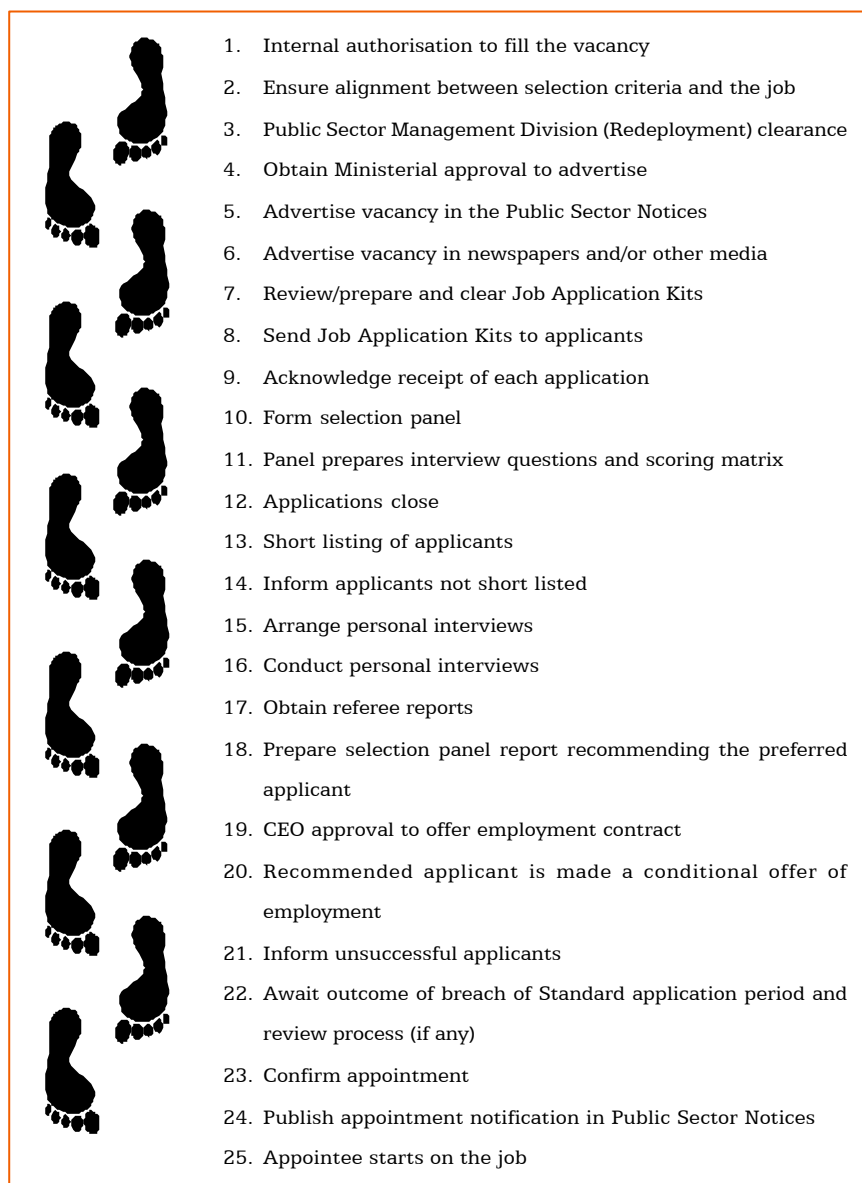 1. Internal authorisation to fill the vacancy
2. Ensure alignment between selection criteria and the job
3. Public Sector Management Division (Redeployment) clearance
4. Obtain Ministerial approval to advertise
5. Advertise vacancy in the Public Sector Notices
6. Advertise vacancy in newspapers and/or other media
7. Review/prepare and clear Job Application Kits
8. Send Job Application Kits to applicants
9. Acknowledge receipt of each application
10. Form selection panel
11. Panel prepares interview questions and scoring matrix
12. Applications close
13. Short listing of applicants
14. Inform applicants not short listed
15. Arrange personal interviews
16. Conduct personal interviews
17. Obtain referee reports
18. Prepare selection panel report recommending the preferred
applicant
19. CEO approval to offer employment contract
20. Recommended applicant is made a conditional offer of
employment
21. Inform unsuccessful applicants
22. Await outcome of breach of Standard application period and
review process (if any)
23. Confirm appointment
24. Publish appointment notification in Public Sector Notices
25. Appointee starts on the job